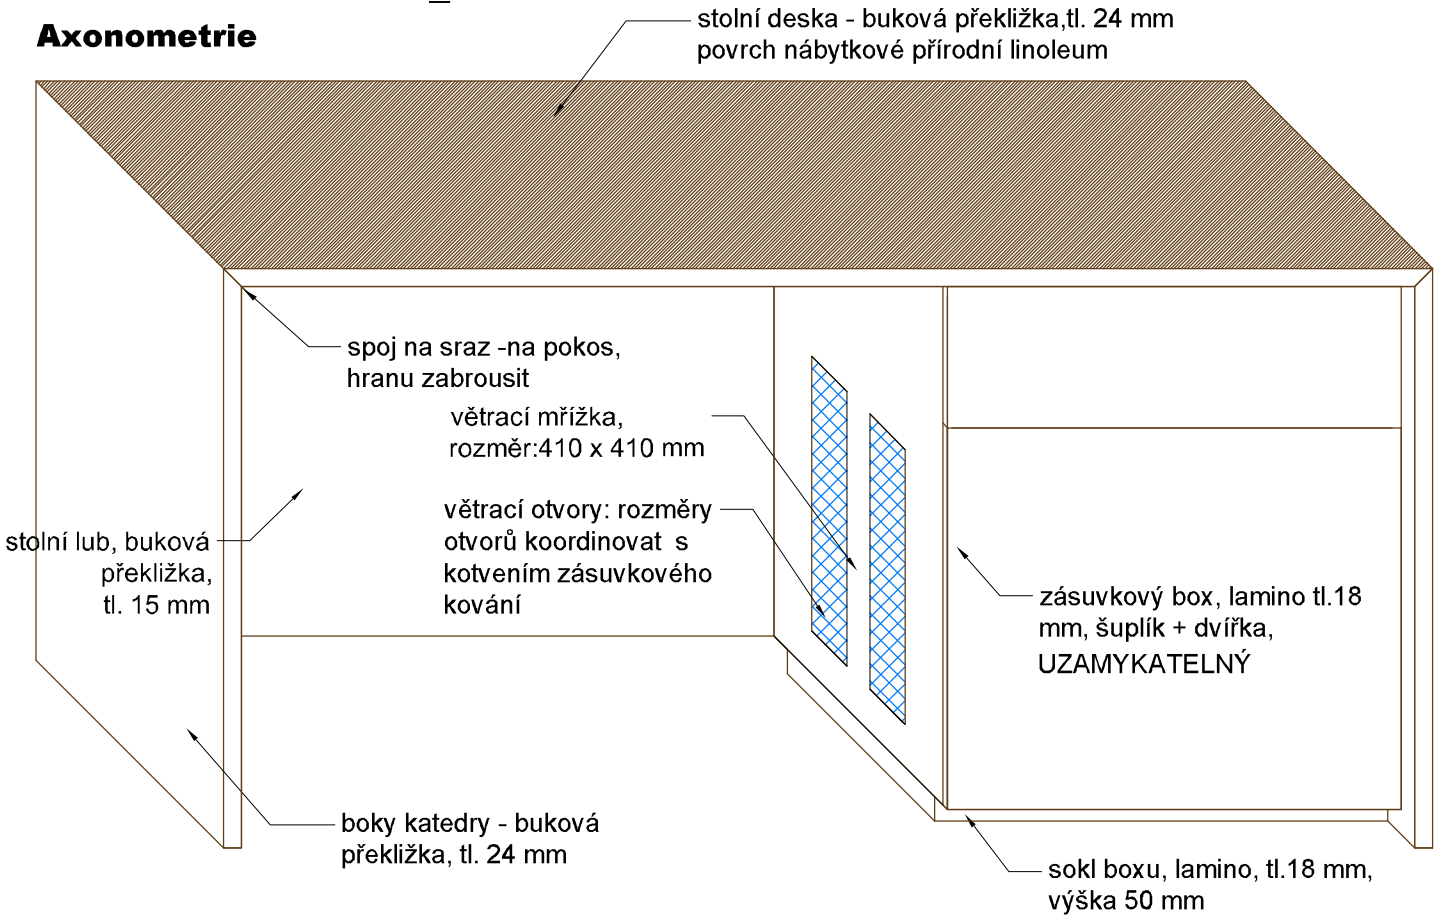 Axonometrie
stolní deska - buková překližka,tl. 24 mm
povrch nábytkové přírodní linoleum
spoj na sraz -na pokos,
hranu zabrousit
větrací mřížka,
rozměr:410 x 410 mm
větrací otvory: rozměry
otvorů koordinovat s
kotvením zásuvkového
kování
stolní lub, buková
překližka,
tl. 15 mm
zásuvkový box, lamino tl.18
mm, šuplík + dvířka,
UZAMYKATELNÝ
boky katedry - buková
překližka, tl. 24 mm
sokl boxu, lamino, tl.18 mm,
výška 50 mm